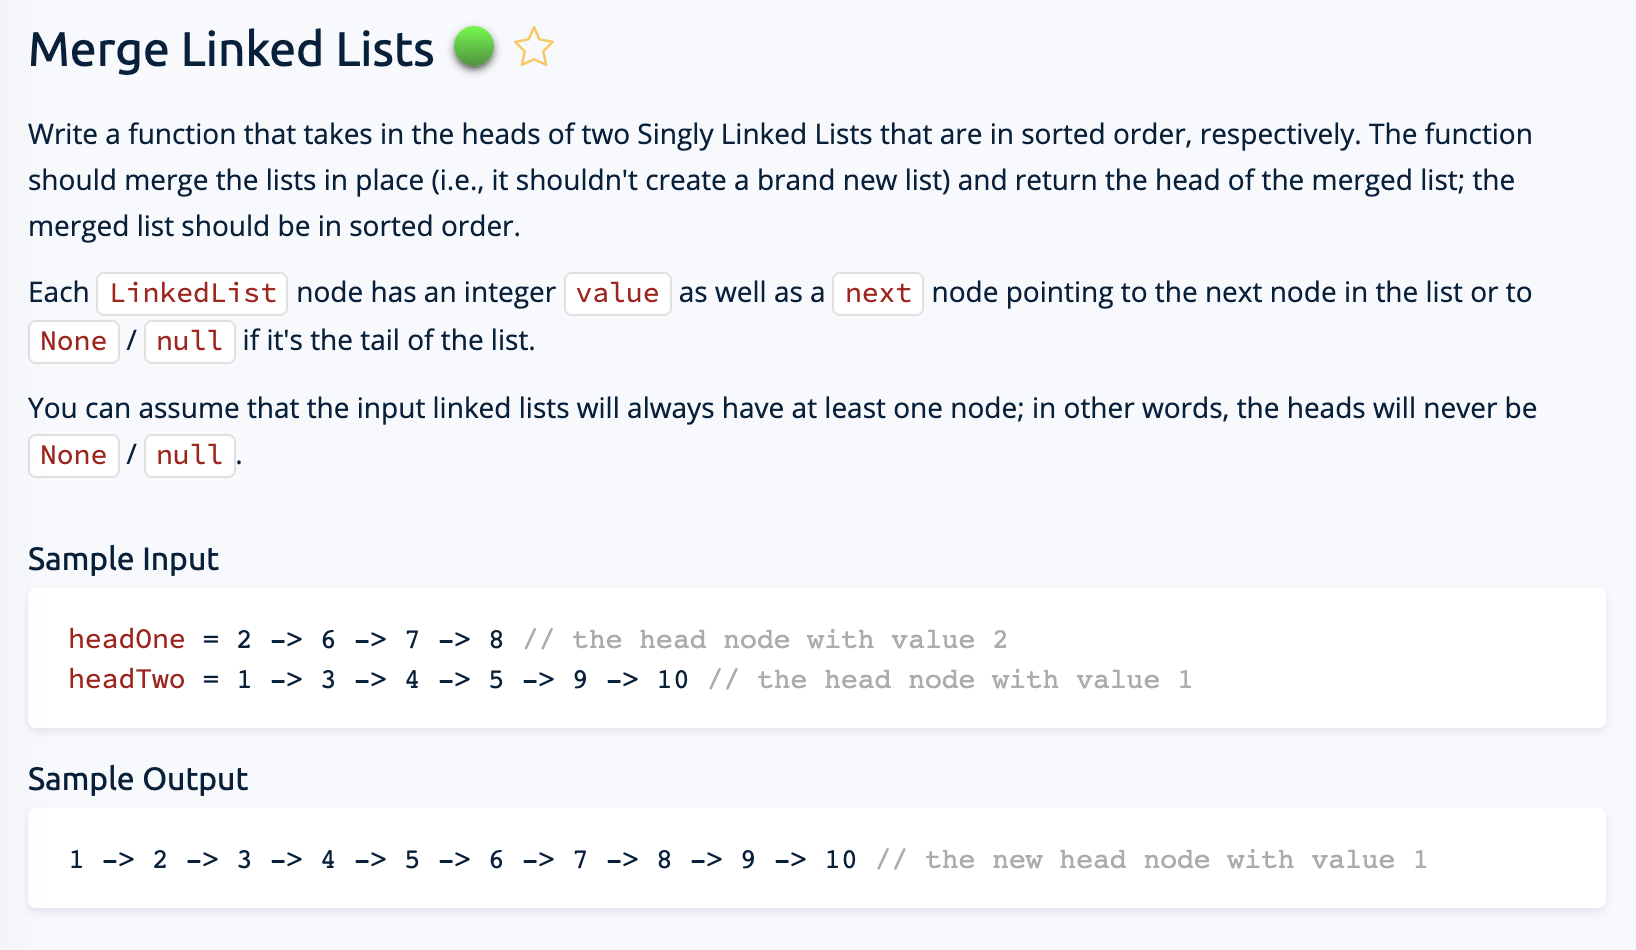 Merge Linked Lists
Write a function that takes in the heads of two Singly Linked Lists that are in sorted order, respectively. The function
should merge the lists in place (i.e., it shouldn't create a brand new list) and return the head of the merged list; the
merged list should be in sorted order.
Each LinkedList node has an integer value as well as a next node pointing to the next node in the list or to
None / null if it's the tail of the list.
You can assume that the input linked lists will always have at least one node; in other words, the heads will never be
None / null.
Sample Input
headOne = 2 -> 6 -> 7 -> 8 // the head node with value 2
headTwo = 1 -> 3 -> 4 -> 5 -> 9 -> 10 // the head node with value 1
Sample Output
1 -> 2 -> 3 -> 4 -> 5 -> 6 -> 7 -> 8 -> 9 -> 10 // the new head node with value 1